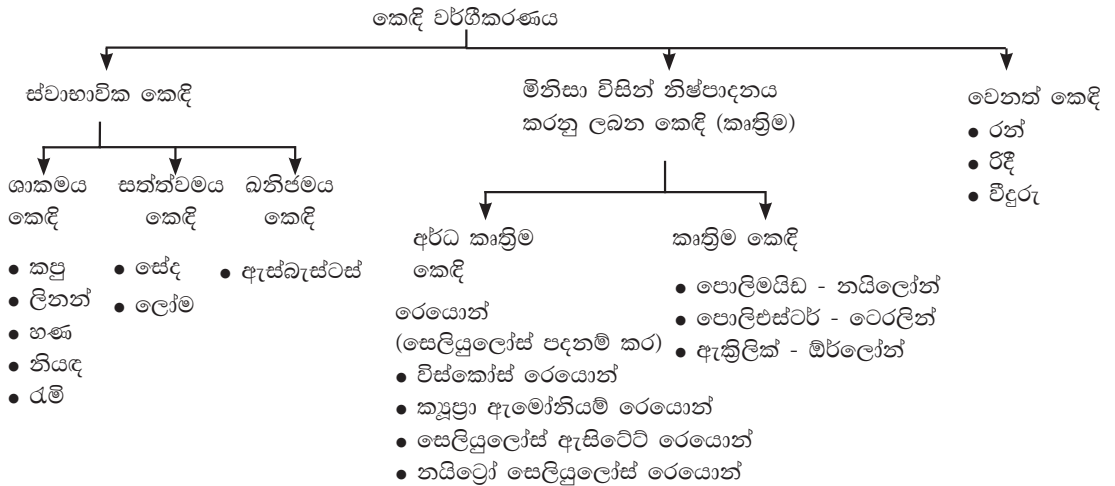 කෙඳි වර්ගීකරණය
ස්වාභාවික කෙඳි
ශාකමය
කෙඳි
• කපු
• ලිනන්
• හණ
• නියඳ
• රැමි
සත්ත්වමය
කෙඳි
• සේද
• ලෝම
ඛනිජමය
කෙඳි
• ඇස්බැස්ටස්
මිනිසා විසින් නිෂ්පාදනය
කරනු ලබන කෙඳි (කෘත්‍රිම)
අර්ධ කෘත්‍රිම
කෙඳි
රෙයොන්
(සෙලියුලෝස් පදනම් කර)
• විස්කෝස් රෙයොන්
• ක්‍යුප්‍රා ඇමෝනියම් රෙයොන්
• සෙලියුලෝස් ඇසිටේට් රෙයොන්
• නයිට්‍රෝ සෙලියුලෝස් රෙයොන්
කෘත්‍රිම කෙඳි
• පොලිමයිඩ - නයිලෝන්
• පොලිඑස්ටර් - ටෙරලින්
• ඇක්‍රිලික් - ඕර්ලෝන්
වෙනත් කෙඳි
• රන්
• රිදී
• වීදුරු